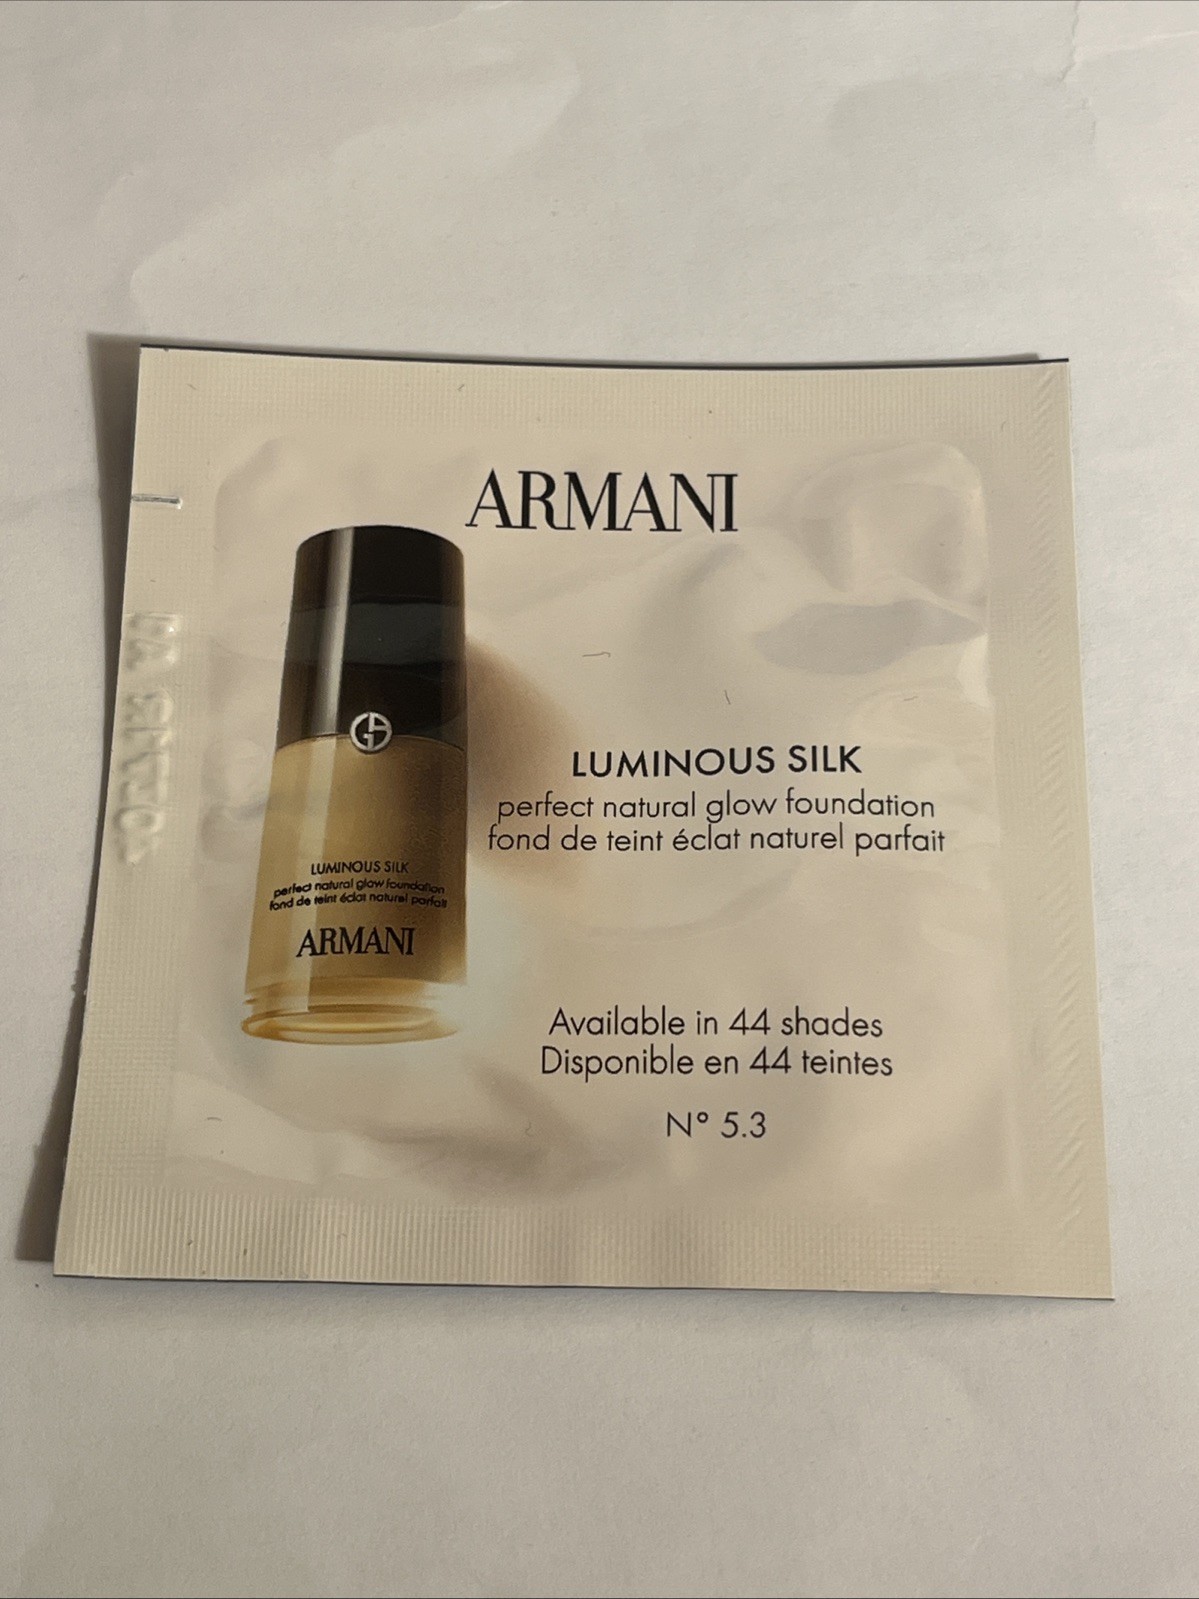 ARMANI
LUMINOUS SILK
perfect natural glow foundation
fond de teint éclat naturel parfait
LUMINOUS SILK
perfect natural glow foundation
fond de teint éclat naturel parfait
ARMANI
Available in 44 shades
Disponible en 44 teintes
N° 5.3